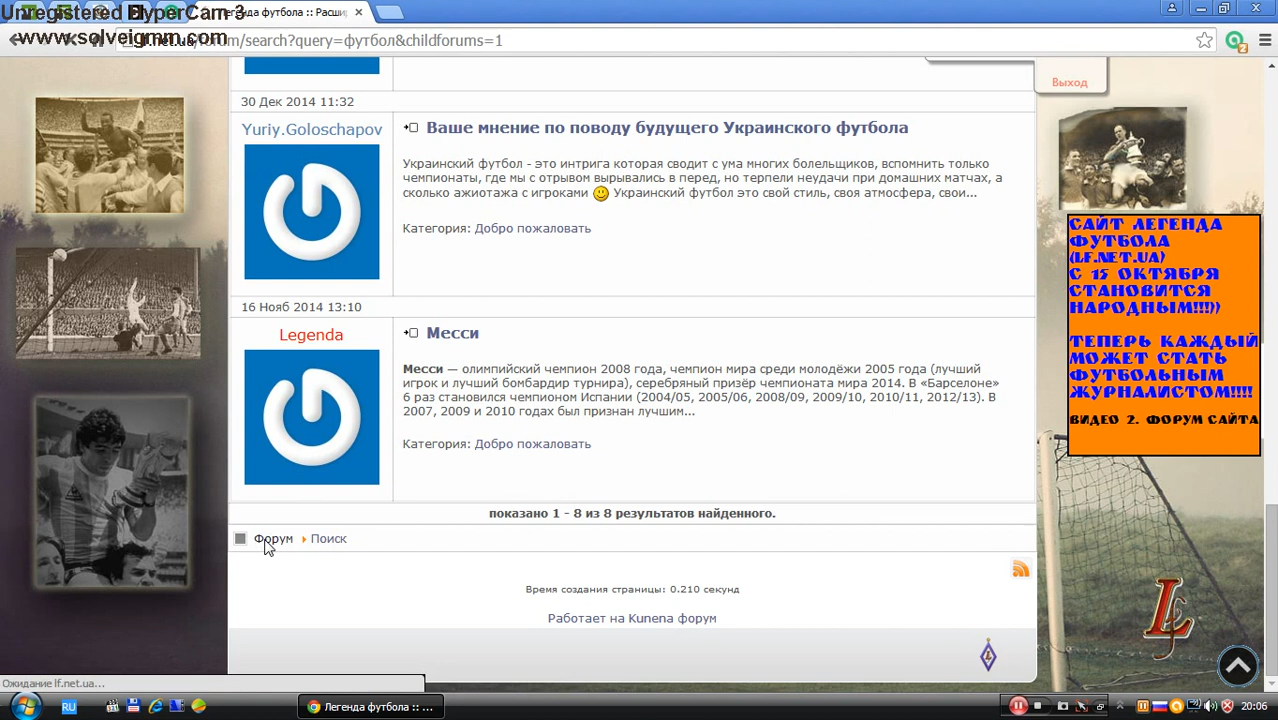 Unregistered HyperCam 3
www.solveigmm.com
Легенда футбола :: Расши
lf.net.ua/forum/search?query=футбол&childforums=1
Выход
30 Дек 2014 11:32
Yuriy.Goloschapov
Ваше мнение по поводу будущего Украинского футбола
Украинский футбол - это интрига которая сводит с ума многих болельщиков, вспомнить только
чемпионаты, где мы с отрывом вырывались в перед, но терпели неудачи при домашних матчах, а
сколько ажиотажа с игроками Украинский футбол это свой стиль, своя атмосфера, свои...
Категория: Добро пожаловать
16 Нояб 2014 13:10
Legenda
Месси
Месси — олимпийский чемпион 2008 года, чемпион мира среди молодёжи 2005 года (лучший
игрок и лучший бомбардир турнира), серебряный призёр чемпионата мира 2014. В «Барселоне»
6 раз становился чемпионом Испании (2004/05, 2005/06, 2008/09, 2009/10, 2010/11, 2012/13). В
2007, 2009 и 2010 годах был признан лучшим...
Категория: Добро пожаловать
показано 1 - 8 из 8 результатов найденного.
Форум Поиск
Время создания страницы: 0.210 секунд
Работает на Kunena форум
САЙТ ЛЕГЕНДА
ФУТБОЛА
(LF.NET.UA)
С 15 ОКТЯБРЯ
СТАНОВИТСЯ
НАРОДНЫМ!!!))
ТЕПЕРЬ КАЖДЫЙ
МОЖЕТ СТАТЬ
ФУТБОЛЬНЫМ
ЖУРНАЛИСТОМ!!!!
ВИДЕО 2. ФОРУМ САЙТА
Lf
Ожидание lf.net.ua...
RU
Легенда футбола :: ...
20:06